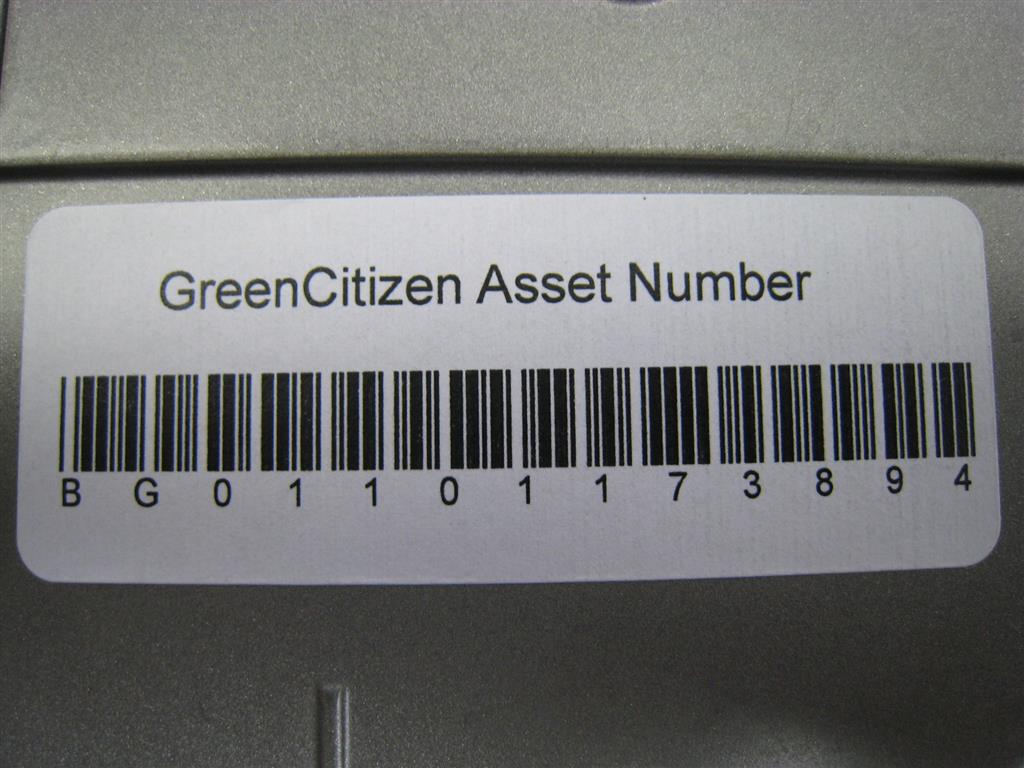 GreenCitizen Asset Number
B G 0 1 1 0 1 1 7 3 8 9 4